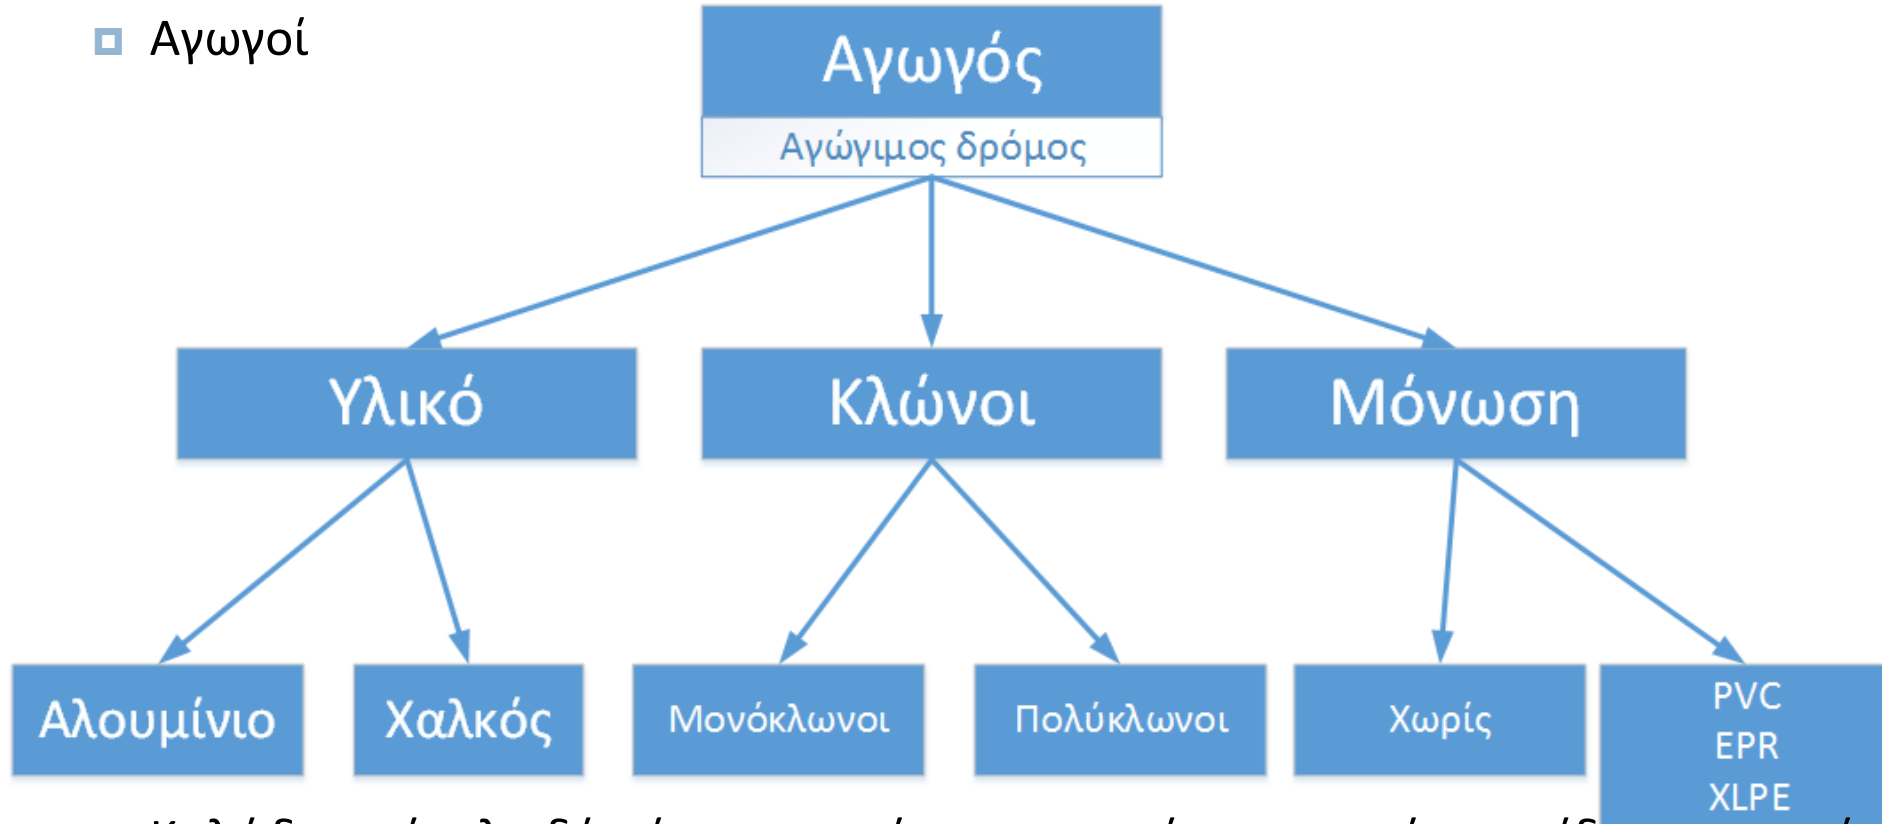 Αγωγοί
Αγωγός
Αγώγιμος δρόμος
Υλικό
Κλώνοι
Μόνωση
Αλουμίνιο
Χαλκός
Μονόκλωνοι
Πολύκλωνοι
Χωρίς
PVC
EPR
XLPE